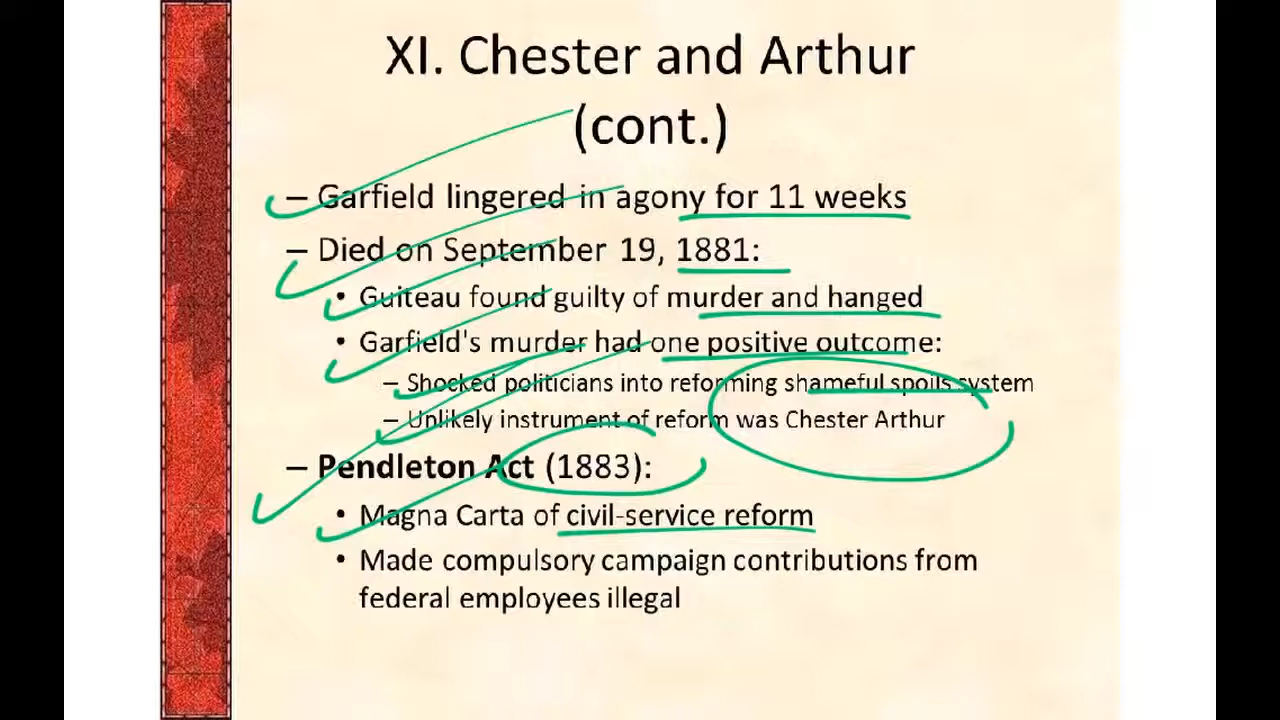 XI. Chester and Arthur
(cont.)
– Garfield lingered in agony for 11 weeks
– Died on September 19, 1881:
• Guiteau found guilty of murder and hanged
• Garfield's murder had one positive outcome:
– Shocked politicians into reforming shameful spoils system
– Unlikely instrument of reform was Chester Arthur
– Pendleton Act (1883):
• Magna Carta of civil-service reform
• Made compulsory campaign contributions from
federal employees illegal